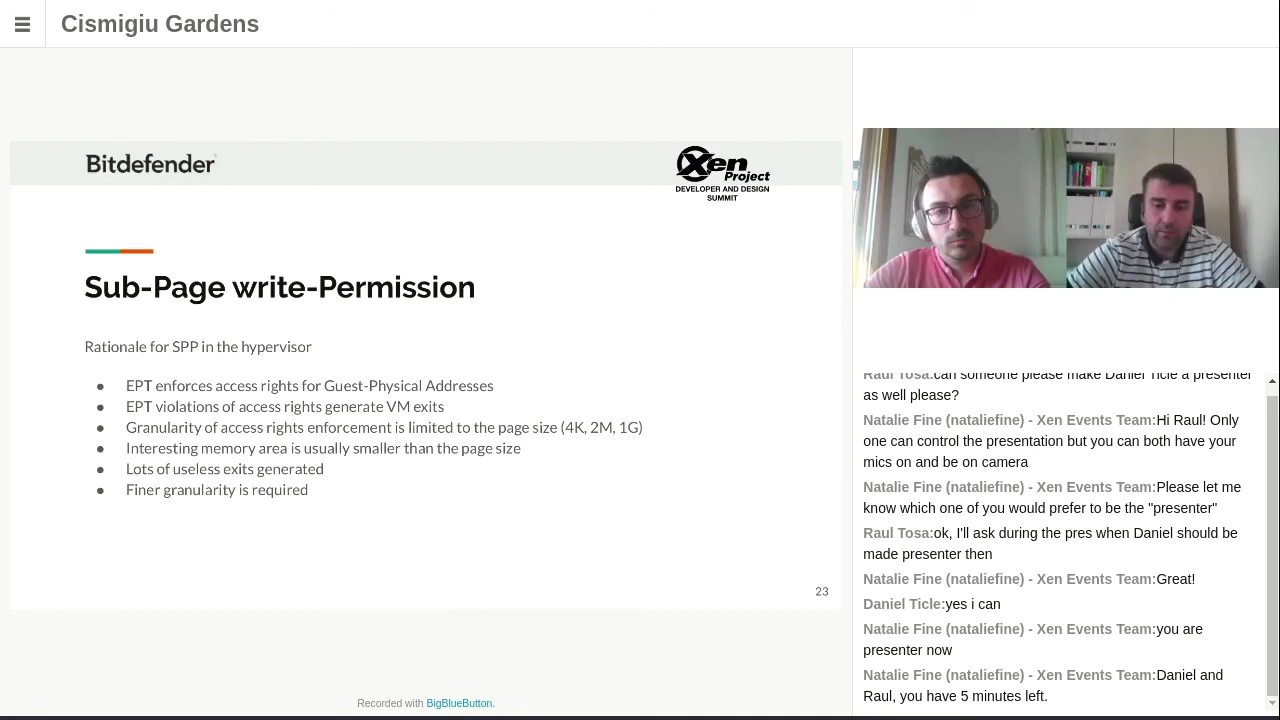 Cismigiu Gardens
Bitdefender
Xen
Project
DEVELOPER AND DESIGN
SUMMIT
Sub-Page write-Permission
Rationale for SPP in the hypervisor
● EPT enforces access rights for Guest-Physical Addresses
● EPT violations of access rights generate VM exits
● Granularity of access rights enforcement is limited to the page size (4K, 2M, 1G)
● Interesting memory area is usually smaller than the page size
● Lots of useless exits generated
● Finer granularity is required
23
Recorded with BigBlueButton.
Raul Tosa:can someone please make Daniel Ticle a presenter
as well please?
Natalie Fine (nataliefine) - Xen Events Team:Hi Raul! Only
one can control the presentation but you can both have your
mics on and be on camera
Natalie Fine (nataliefine) - Xen Events Team:Please let me
know which one of you would prefer to be the "presenter"
Raul Tosa:ok, I'll ask during the pres when Daniel should be
made presenter then
Natalie Fine (nataliefine) - Xen Events Team:Great!
Daniel Ticle:yes i can
Natalie Fine (nataliefine) - Xen Events Team:you are
presenter now
Natalie Fine (nataliefine) - Xen Events Team:Daniel and
Raul, you have 5 minutes left.